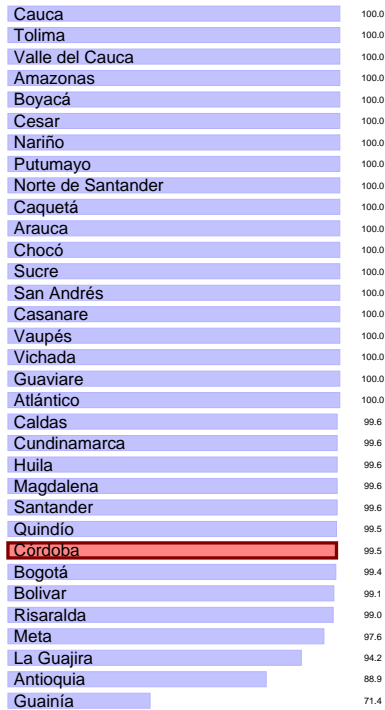 Cauca 100.0
Tolima 100.0
Valle del Cauca 100.0
Amazonas 100.0
Boyacá 100.0
Cesar 100.0
Nariño 100.0
Putumayo 100.0
Norte de Santander 100.0
Caquetá 100.0
Arauca 100.0
Chocó 100.0
Sucre 100.0
San Andrés 100.0
Casanare 100.0
Vaupés 100.0
Vichada 100.0
Guaviare 100.0
Atlántico 100.0
Caldas 99.6
Cundinamarca 99.6
Huila 99.6
Magdalena 99.6
Santander 99.6
Quindío 99.5
Córdoba 99.5
Bogotá 99.4
Bolivar 99.1
Risaralda 99.0
Meta 97.6
La Guajira 94.2
Antioquia 88.9
Guainía 71.4